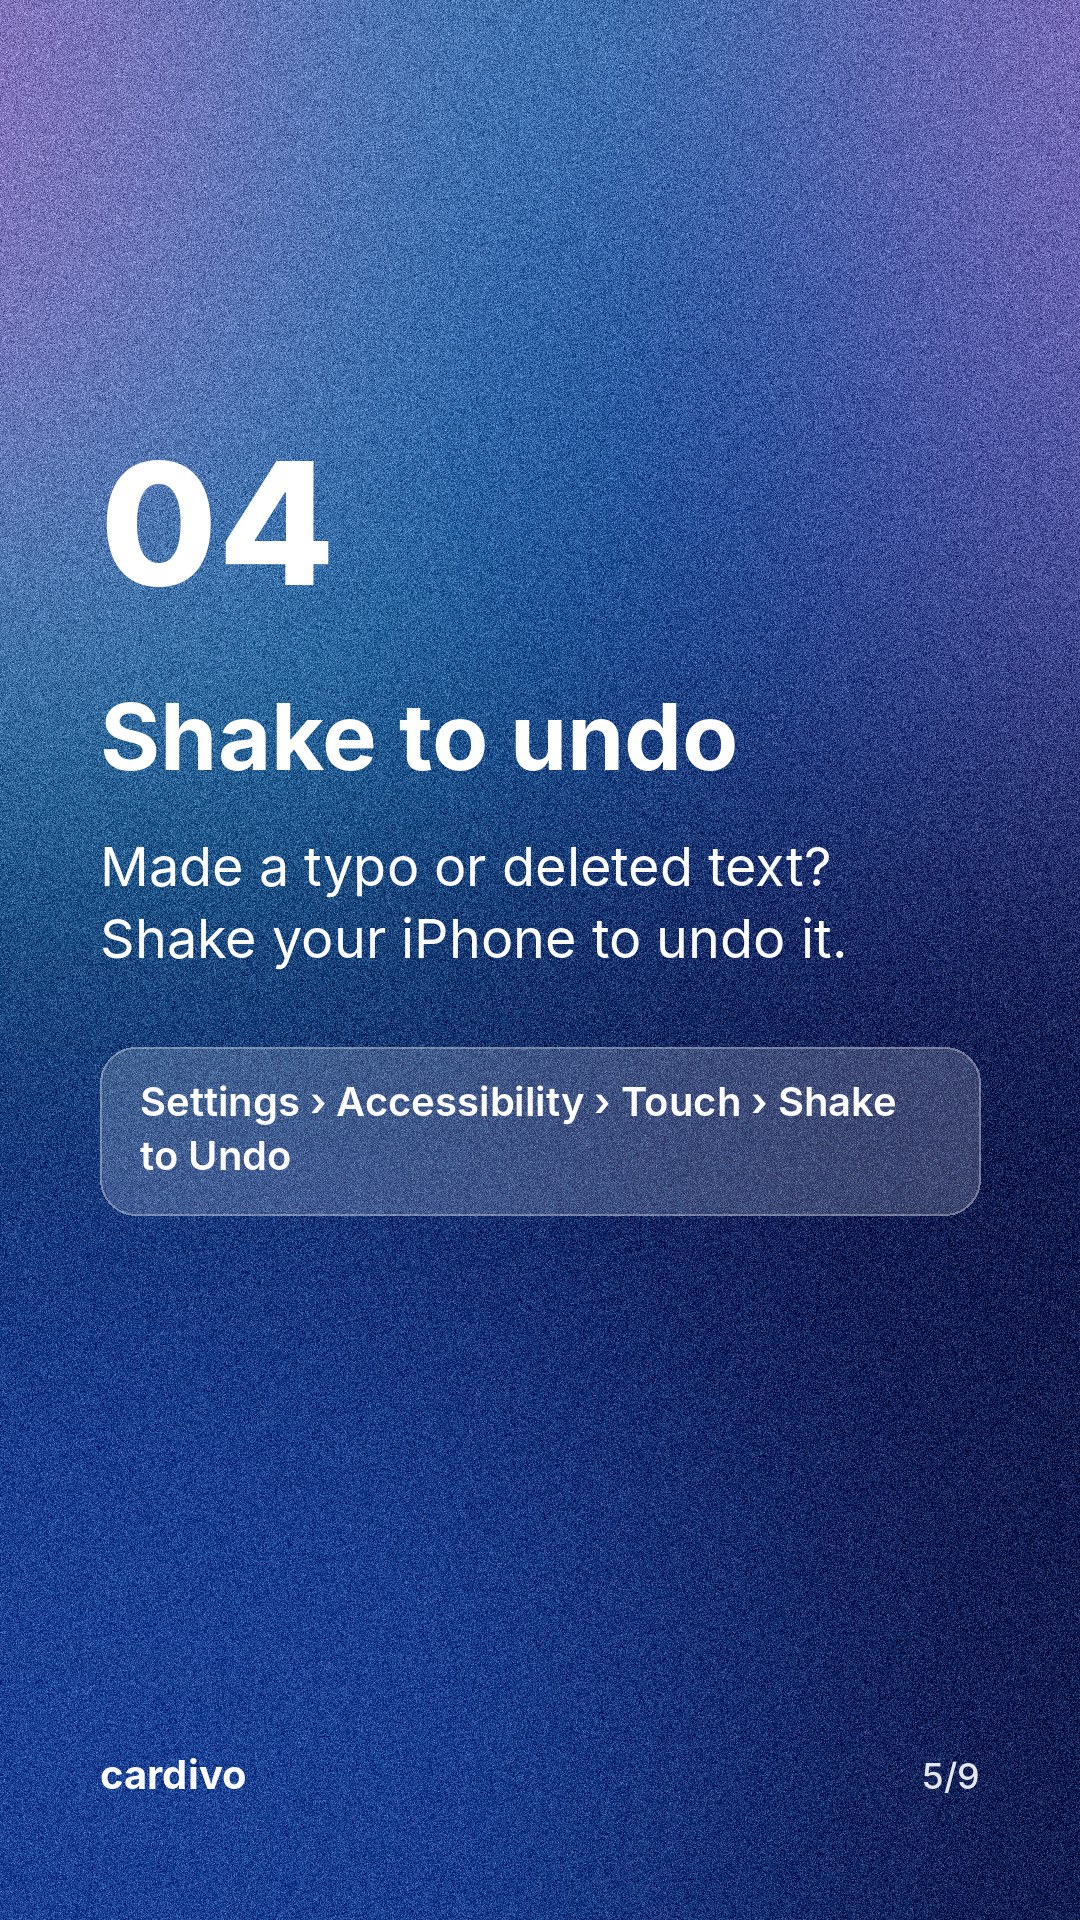 04
Shake to undo
Made a typo or deleted text?
Shake your iPhone to undo it.
Settings › Accessibility › Touch › Shake
to Undo
cardivo
5/9